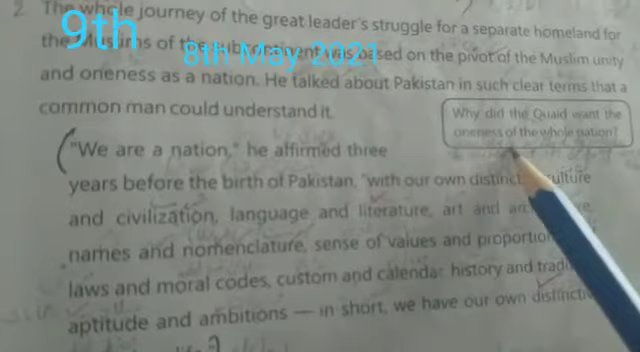 2. The whole journey of the great leader's struggle for a separate homeland for
9th
the Muslims of the subcontinent was based on the pivot of the Muslim unity
8th May 2021
and oneness as a nation. He talked about Pakistan in such clear terms that a
common man could understand it.
Why did the Quaid want the
oneness of the whole nation?
"We are a nation," he affirmed three
years before the birth of Pakistan, "with our own distinct culture
and civilization, language and literature, art and
names and nomenclature, sense of values and proportion
laws and moral codes, custom and calendar history and
aptitude and ambitions — in short, we have our own distinctive